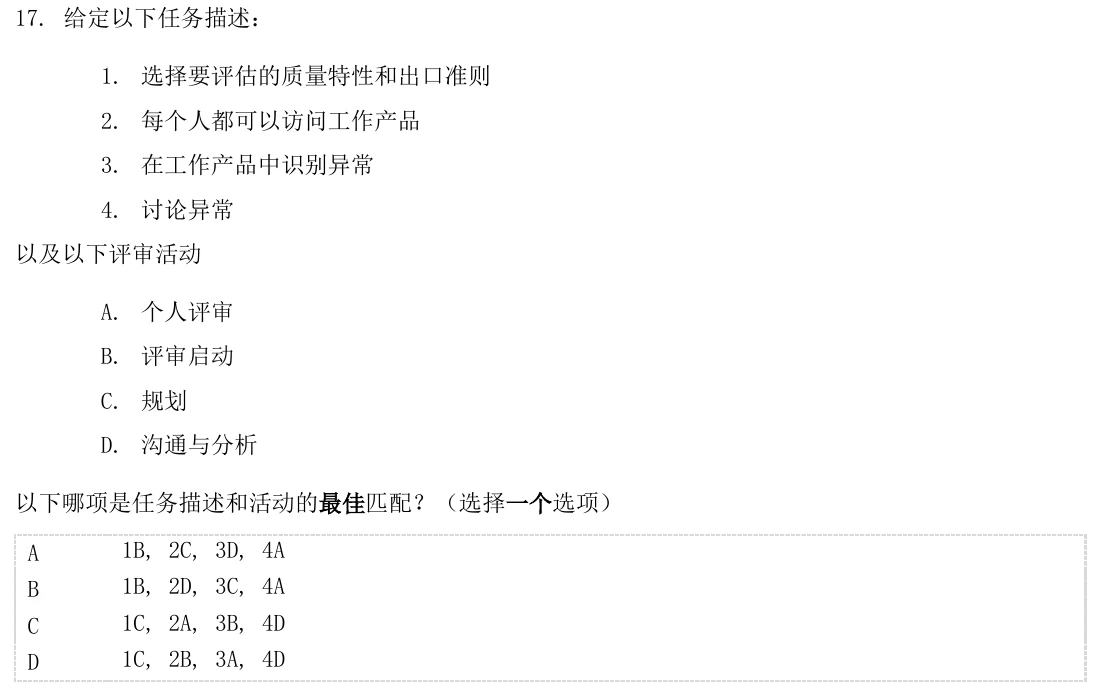 17. 给定以下任务描述：
1. 选择要评估的质量特性和出口准则
2. 每个人都可以访问工作产品
3. 在工作产品中识别异常
4. 讨论异常
以及以下评审活动
A. 个人评审
B. 评审启动
C. 规划
D. 沟通与分析
以下哪项是任务描述和活动的最佳匹配？（选择一个选项）
A 1B, 2C, 3D, 4A
B 1B, 2D, 3C, 4A
C 1C, 2A, 3B, 4D
D 1C, 2B, 3A, 4D